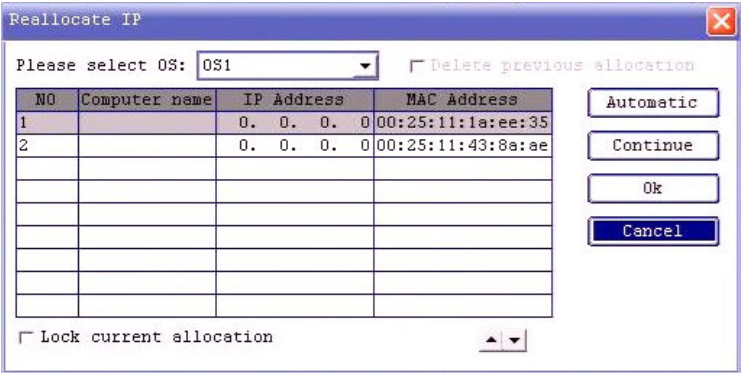 Reallocate IP
Please select OS: OS1 Delete previous allocation
NO Computer name IP Address MAC Address Automatic
1 0. 0. 0. 0 00:25:11:1a:ee:35
2 0. 0. 0. 0 00:25:11:43:8a:ae Continue
Ok
Cancel
Lock current allocation